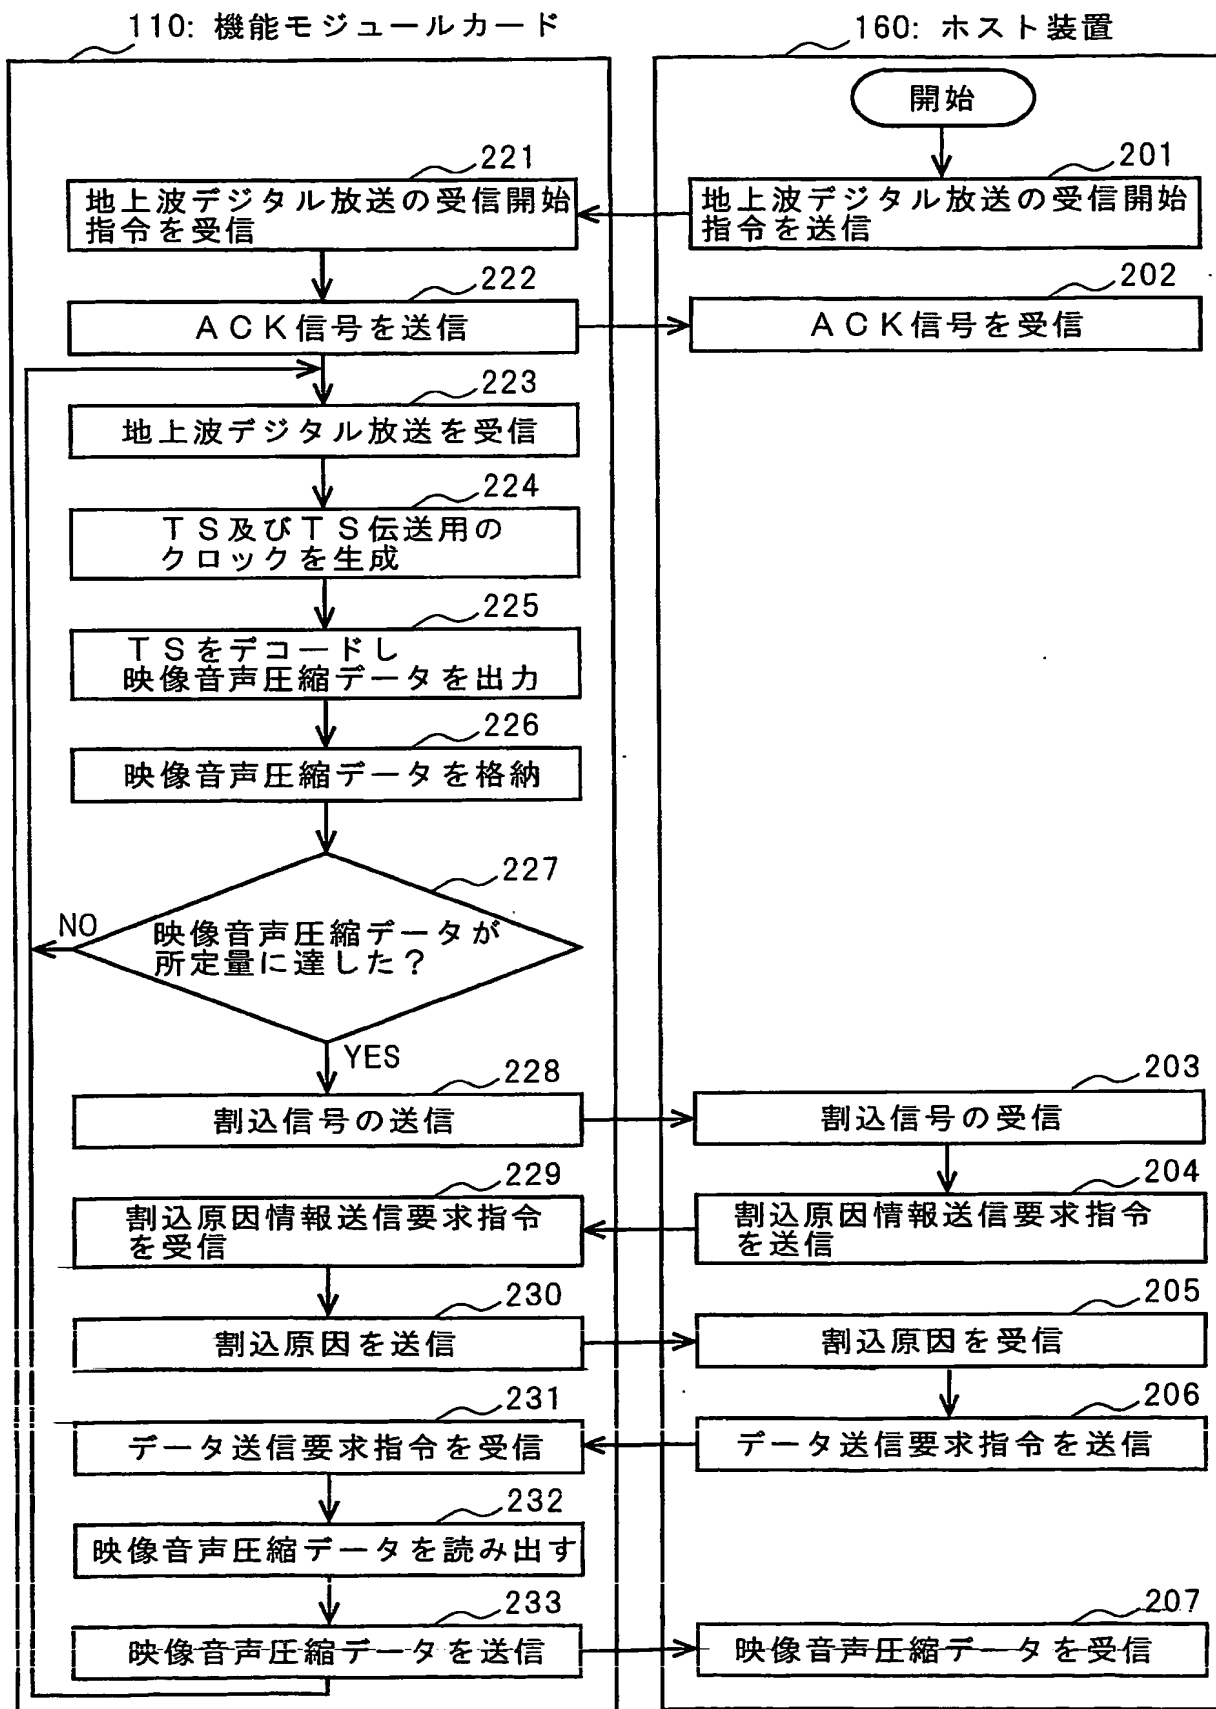 110: 機能モジュールカード
160: ホスト装置
開始
221
地上波デジタル放送の受信開始
指令を受信
201
地上波デジタル放送の受信開始
指令を送信
222
ACK信号を送信
202
ACK信号を受信
223
地上波デジタル放送を受信
224
TS及びTS伝送用の
クロックを生成
225
TSをデコードし
映像音声圧縮データを出力
226
映像音声圧縮データを格納
227
NO
映像音声圧縮データが
所定量に達した?
YES
228
割込信号の送信
203
割込信号の受信
229
割込原因情報送信要求指令
を受信
204
割込原因情報送信要求指令
を送信
230
割込原因を送信
205
割込原因を受信
231
データ送信要求指令を受信
206
データ送信要求指令を送信
232
映像音声圧縮データを読み出す
233
映像音声圧縮データを送信
207
映像音声圧縮データを受信